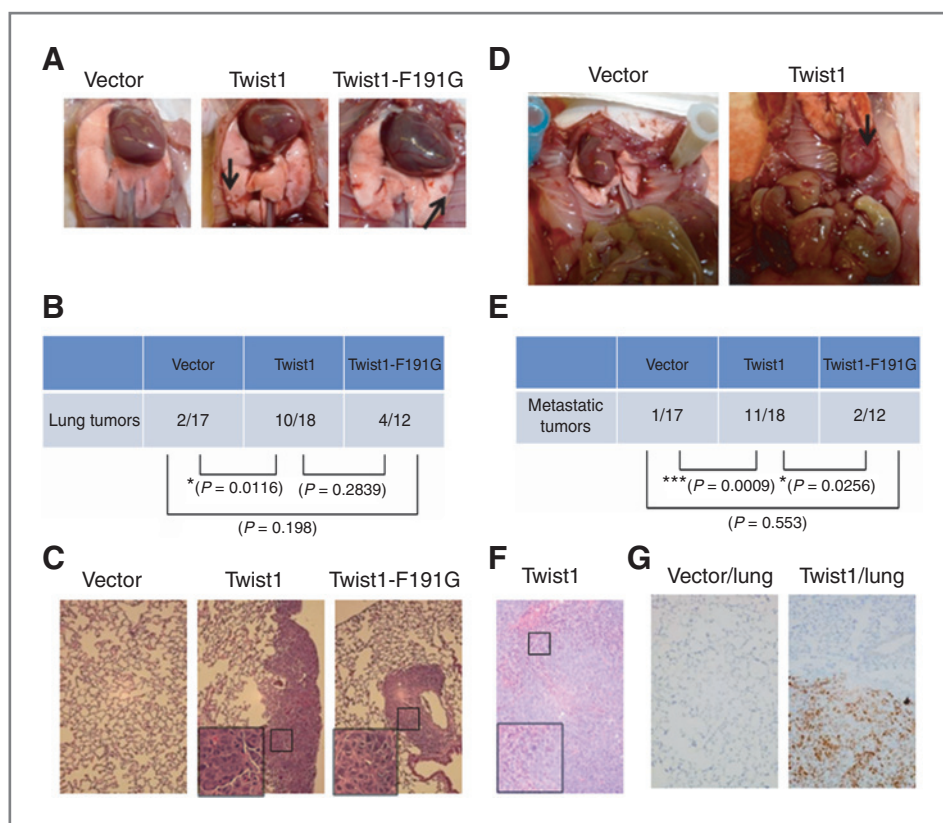 A
Vector Twist1 Twist1-F191G
B
Vector Twist1 Twist1-F191G
Lung tumors 2/17 10/18 4/12
*(P = 0.0116) (P = 0.2839)
(P = 0.198)
C
Vector Twist1 Twist1-F191G
D
Vector Twist1
E
Vector Twist1 Twist1-F191G
Metastatic
tumors 1/17 11/18 2/12
***(P = 0.0009) *(P = 0.0256)
(P = 0.553)
F
Twist1
G
Vector/lung Twist1/lung